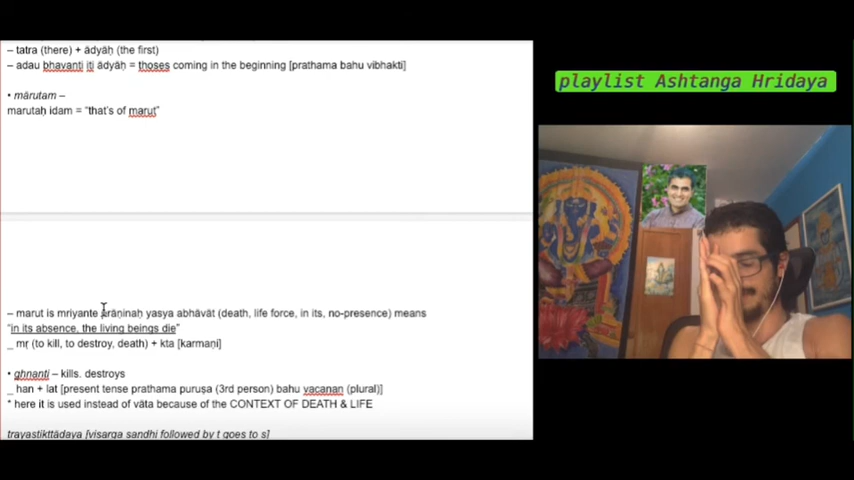 – tatra (there) + ādyāḥ (the first)
– adau bhavanti iti ādyāḥ = thoses coming in the beginning [prathama bahu vibhakti]
• mārutam –
marutaḥ idam = “that's of marut”
– marut is mriyante prāṇinaḥ yasya abhāvāt (death, life force, in its, no-presence) means
“in its absence, the living beings die”
_ mṛ (to kill, to destroy, death) + kta [karmaṇi]
• ghnanti – kills. destroys
_ han + lat [present tense prathama puruṣa (3rd person) bahu vacanan (plural)]
* here it is used instead of vāta because of the CONTEXT OF DEATH & LIFE
trayastikttādaya [visarga sandhi followed by t goes to s]
playlist Ashtanga Hridaya